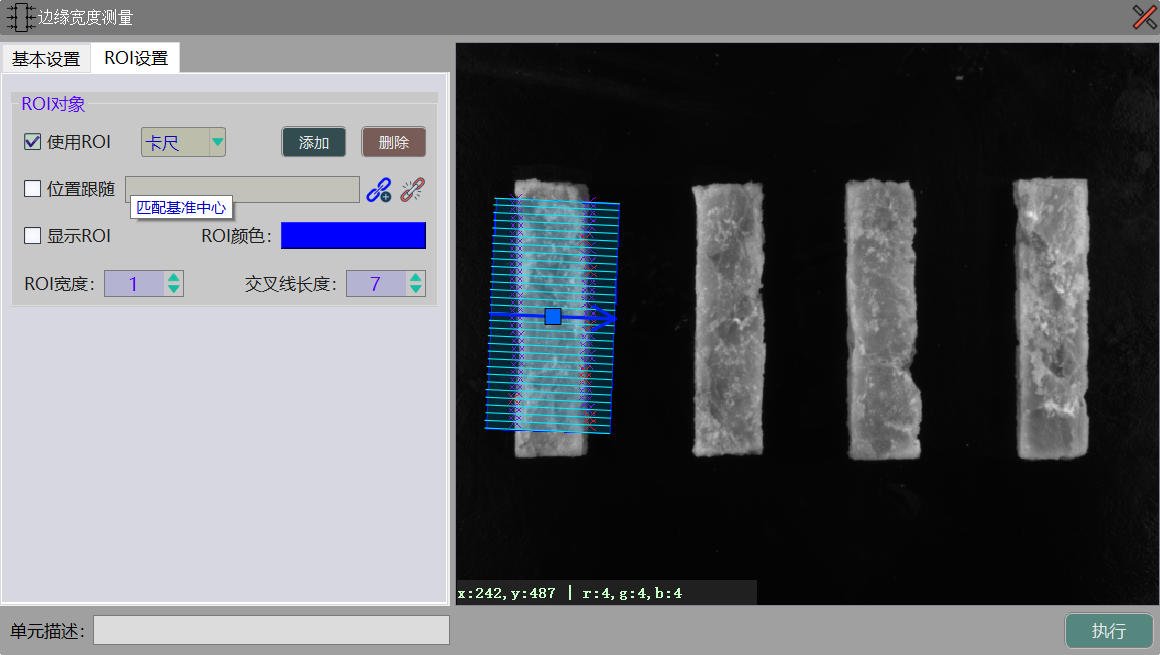 边缘宽度测量
基本设置 ROI设置
ROI对象
使用ROI 卡尺 添加 删除
位置跟随
匹配基准中心
显示ROI ROI颜色:
ROI宽度: 1 交叉线长度: 7
x:242,y:487 | r:4,g:4,b:4
单元描述: 执行